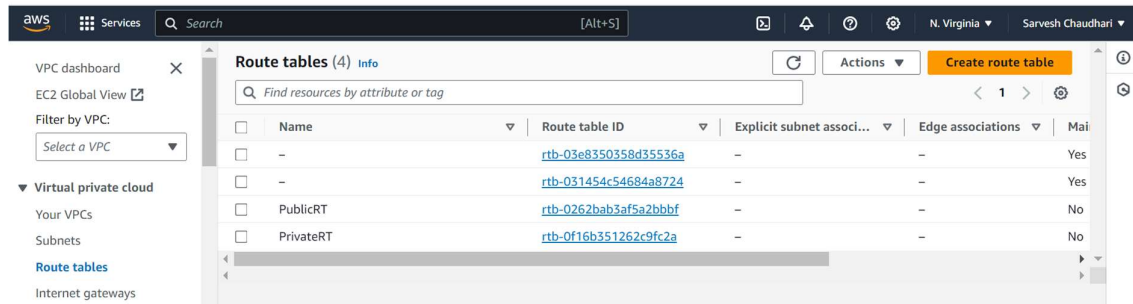 aws Services Search [Alt+S] N. Virginia Sarvesh Chaudhari
VPC dashboard
EC2 Global View
Filter by VPC:
Select a VPC
Virtual private cloud
Your VPCs
Subnets
Route tables
Internet gateways
Route tables (4) Info Actions Create route table
Find resources by attribute or tag 1
Name Route table ID Explicit subnet associ... Edge associations Mai
– rtb-03e8350358d35536a – – Yes
– rtb-031454c54684a8724 – – Yes
PublicRT rtb-0262bab3af5a2bbbf – – No
PrivateRT rtb-0f16b351262c9fc2a – – No